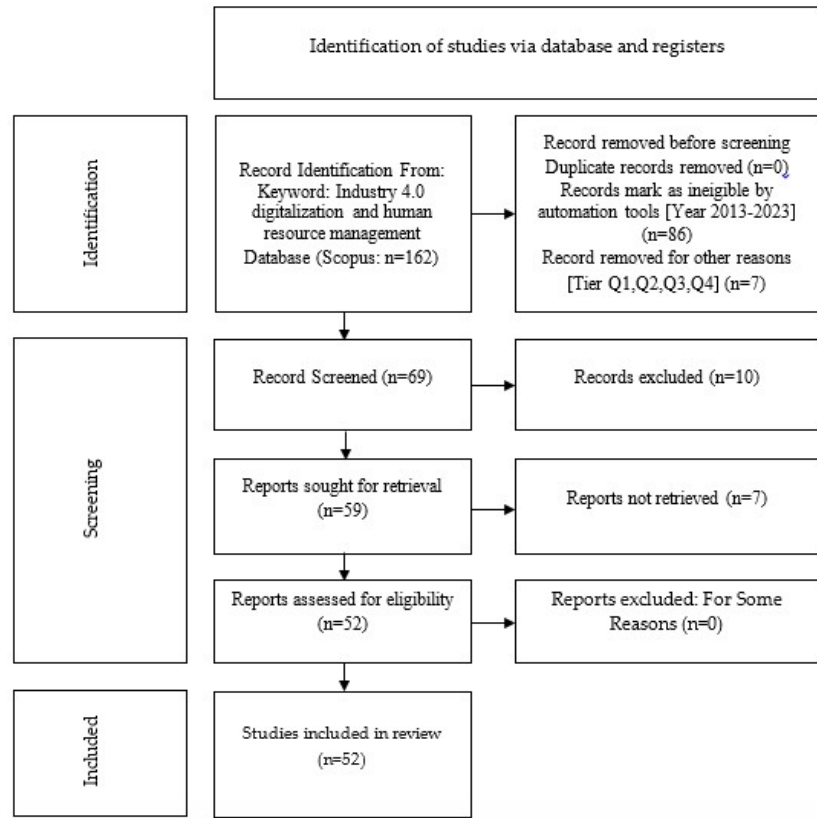 Identification of studies via database and registers
Identification
Record Identification From:
Keyword: Industry 4.0
digitalization and human
resource management
Database (Scopus: n=162)
Record removed before screening
Duplicate records removed (n=0)
Records mark as ineigible by
automation tools [Year 2013-2023]
(n=86)
Record removed for other reasons
[Tier Q1,Q2,Q3,Q4] (n=7)
Screening
Record Screened (n=69)
Records excluded (n=10)
Reports sought for retrieval
(n=59)
Reports not retrieved (n=7)
Reports assessed for eligibility
(n=52)
Reports excluded: For Some
Reasons (n=0)
Included
Studies included in review
(n=52)